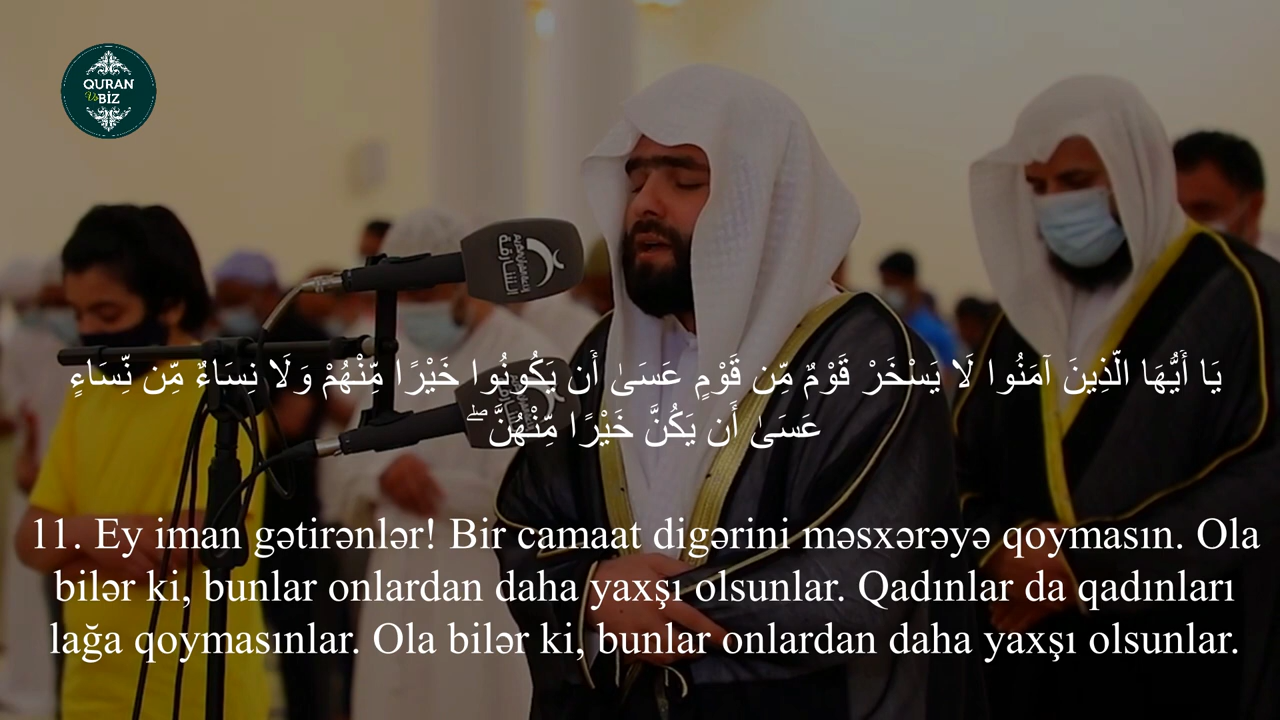 QURAN
Və BİZ
الشارقة
يَا أَيُّهَا الَّذِينَ آمَنُوا لَا يَسْخَرْ قَوْمٌ مِّن قَوْمٍ عَسَىٰ أَن يَكُونُوا خَيْرًا مِّنْهُمْ وَلَا نِسَاءٌ مِّن نِّسَاءٍ
عَسَىٰ أَن يَكُنَّ خَيْرًا مِّنْهُنَّ ۖ
11. Ey iman gətirənlər! Bir camaat digərini məsxərəyə qoymasın. Ola
bilər ki, bunlar onlardan daha yaxşı olsunlar. Qadınlar da qadınları
lağa qoymasınlar. Ola bilər ki, bunlar onlardan daha yaxşı olsunlar.